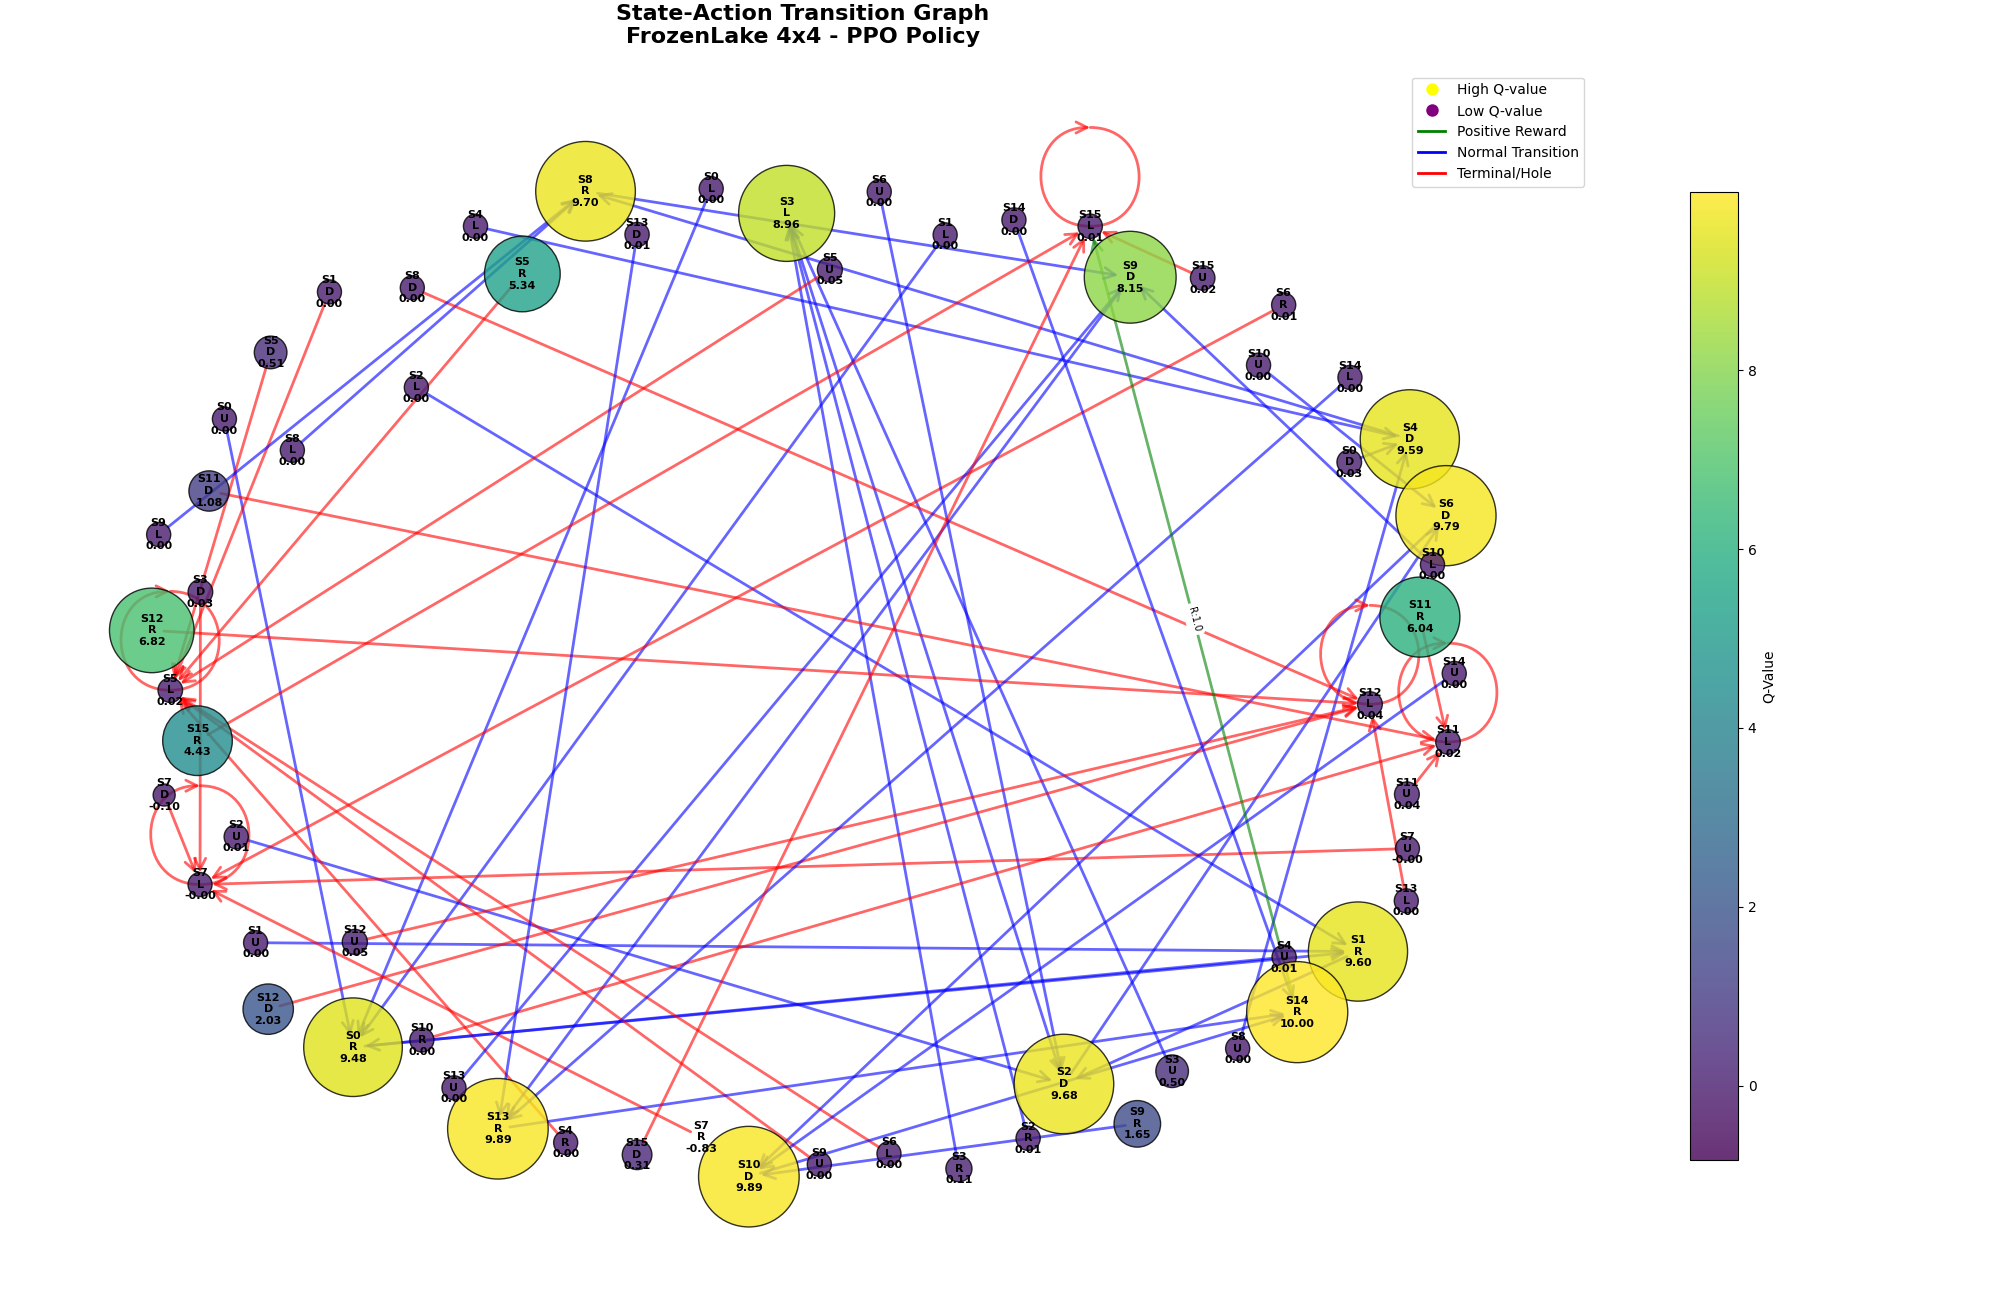 State-Action Transition Graph
FrozenLake 4x4 - PPO Policy
High Q-value
Low Q-value
Positive Reward
Normal Transition
Terminal/Hole
S8
R
9.70
S0
L
0.00
S3
L
8.96
S6
U
0.00
S4
L
0.00
S13
D
0.01
S1
L
0.00
S14
D
0.00
S15
L
0.01
S5
R
5.34
S5
U
0.05
S9
D
8.15
S15
U
0.02
S1
D
0.00
S8
D
0.00
S6
R
0.01
S5
D
0.51
S2
L
0.00
S10
U
0.00
S14
L
0.00
S0
U
0.00
S8
L
0.00
S4
D
9.59
S0
D
0.03
S11
D
1.08
S6
D
9.79
S9
L
0.00
S10
L
0.00
S3
D
0.03
S12
R
6.82
S11
R
6.04
R:1.0
S5
L
0.02
S14
U
0.00
S12
L
0.04
S15
R
4.43
S11
L
0.02
S7
D
-0.10
S11
U
0.04
S2
U
0.01
S7
U
-0.00
S7
L
-0.00
S13
L
0.00
S1
U
0.00
S12
U
0.05
S4
U
0.01
S1
R
9.60
S12
D
2.03
S14
R
10.00
S0
R
9.48
S10
R
0.00
S8
U
0.00
S13
U
0.00
S2
D
9.68
S3
U
0.50
S13
R
9.89
S4
R
0.00
S15
D
0.31
S7
R
-0.83
S10
D
9.89
S9
U
0.00
S6
L
0.00
S3
R
0.11
S2
R
0.01
S9
R
1.65
8
6
4
2
0
Q-Value